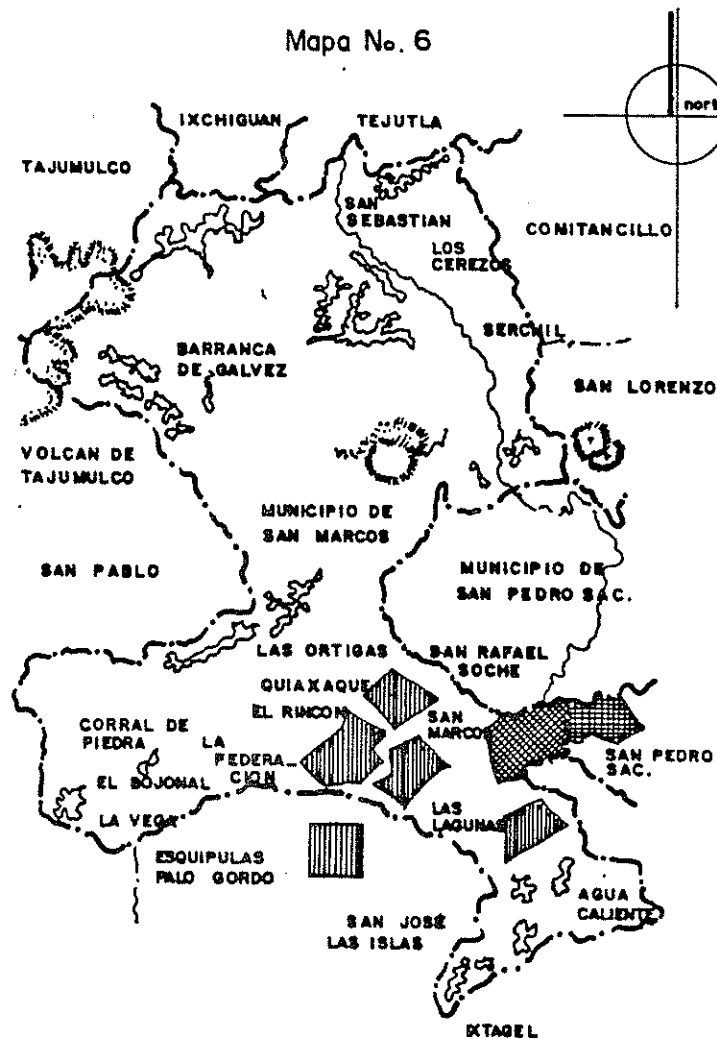 Mapa No. 6
nort
IXCHIGUAN
TEJUTLA
TAJUMULCO
SAN
SEBASTIAN
COMITANCILLO
LOS
CEREZOS
SERCHIL
BARRANCA
DE GALVEZ
SAN LORENZO
VOLCAN DE
TAJUMULCO
MUNICIPIO DE
SAN MARCOS
SAN PABLO
MUNICIPIO DE
SAN PEDRO SAC.
LAS ORTIGAS
SAN RAFAEL
SOCHE
QUIAXAQUE
EL RINCON
SAN
MARCOS
CORRAL DE
PIEDRA
LA
FEDERA_
CION
SAN PEDRO
SAC.
EL BOJONAL
LA VEGA
LAS
LAGUNAS
ESQUIPULAS
PALO GORDO
AGUA
CALIENTE
SAN JOSÉ
LAS ISLAS
IXTAGEL